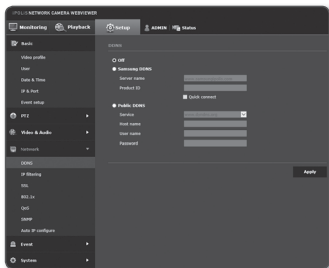 iPOLiS NETWORK CAMERA WEBVIEWER
Monitoring
Playback
Setup
ADMIN
Status
Basic
Video profile
User
Date & Time
IP & Port
Event setup
PTZ
Video & Audio
Network
DDNS
IP filtering
SSL
802.1x
QoS
SNMP
Auto IP configure
Event
System
DDNS
Off
Samsung DDNS
Server name
Product ID
Quick connect
Public DDNS
Service
Host name
User name
Password
Apply